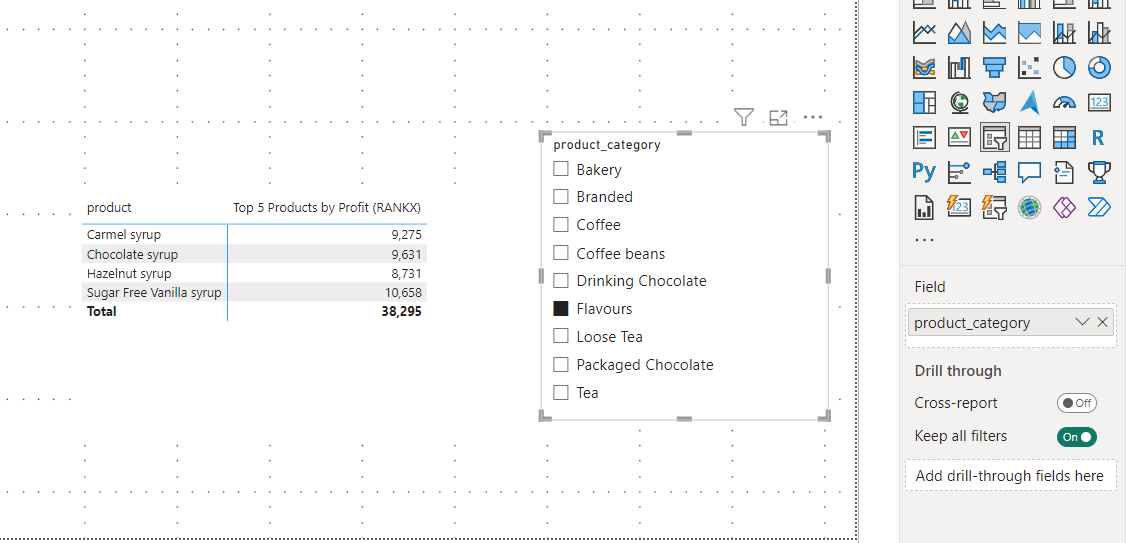 product Top 5 Products by Profit (RANKX)
Carmel syrup 9,275
Chocolate syrup 9,631
Hazelnut syrup 8,731
Sugar Free Vanilla syrup 10,658
Total 38,295
product_category
Bakery
Branded
Coffee
Coffee beans
Drinking Chocolate
Flavours
Loose Tea
Packaged Chocolate
Tea
123
R
Py
123
Field
product_category
Drill through
Cross-report Off
Keep all filters On
Add drill-through fields here